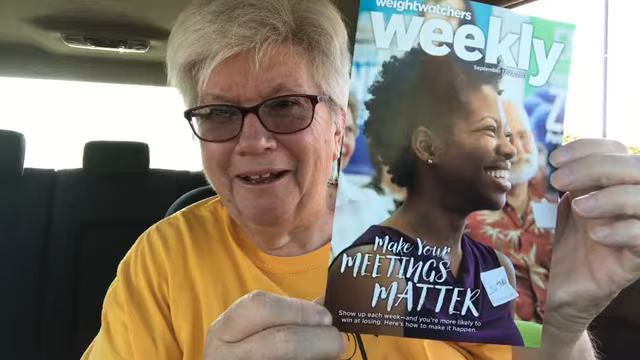 weightwatchers
weekly
Make Your
MEETINGS
MATTER
Show up each week—and you're more likely to
win at losing. Here's how to make it happen.